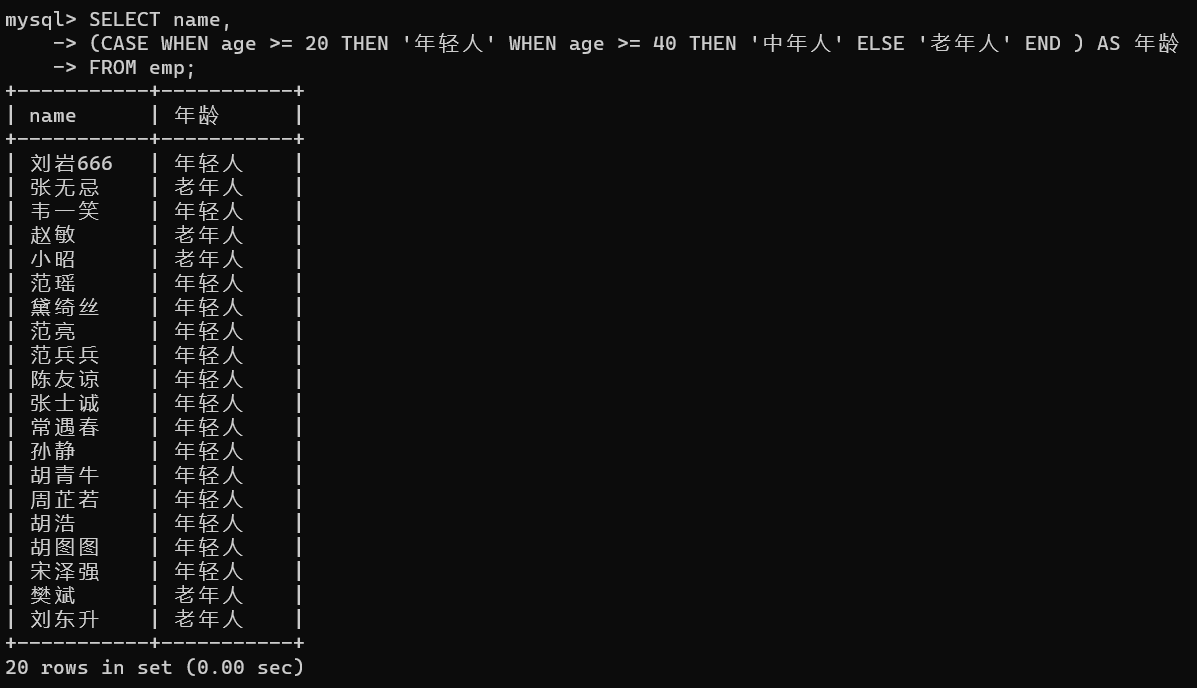 mysql> SELECT name,
    -> (CASE WHEN age >= 20 THEN '年轻人' WHEN age >= 40 THEN '中年人' ELSE '老年人' END ) AS 年龄
    -> FROM emp;
+-----------+-----------+
| name      | 年龄      |
+-----------+-----------+
| 刘岩666   | 年轻人    |
| 张无忌    | 老年人    |
| 韦一笑    | 年轻人    |
| 赵敏      | 老年人    |
| 小昭      | 老年人    |
| 范瑶      | 年轻人    |
| 黛绮丝    | 年轻人    |
| 范亮      | 年轻人    |
| 范兵兵    | 年轻人    |
| 陈友谅    | 年轻人    |
| 张士诚    | 年轻人    |
| 常遇春    | 年轻人    |
| 孙静      | 年轻人    |
| 胡青牛    | 年轻人    |
| 周芷若    | 年轻人    |
| 胡浩      | 年轻人    |
| 胡图图    | 年轻人    |
| 宋泽强    | 年轻人    |
| 樊斌      | 老年人    |
| 刘东升    | 老年人    |
+-----------+-----------+
20 rows in set (0.00 sec)